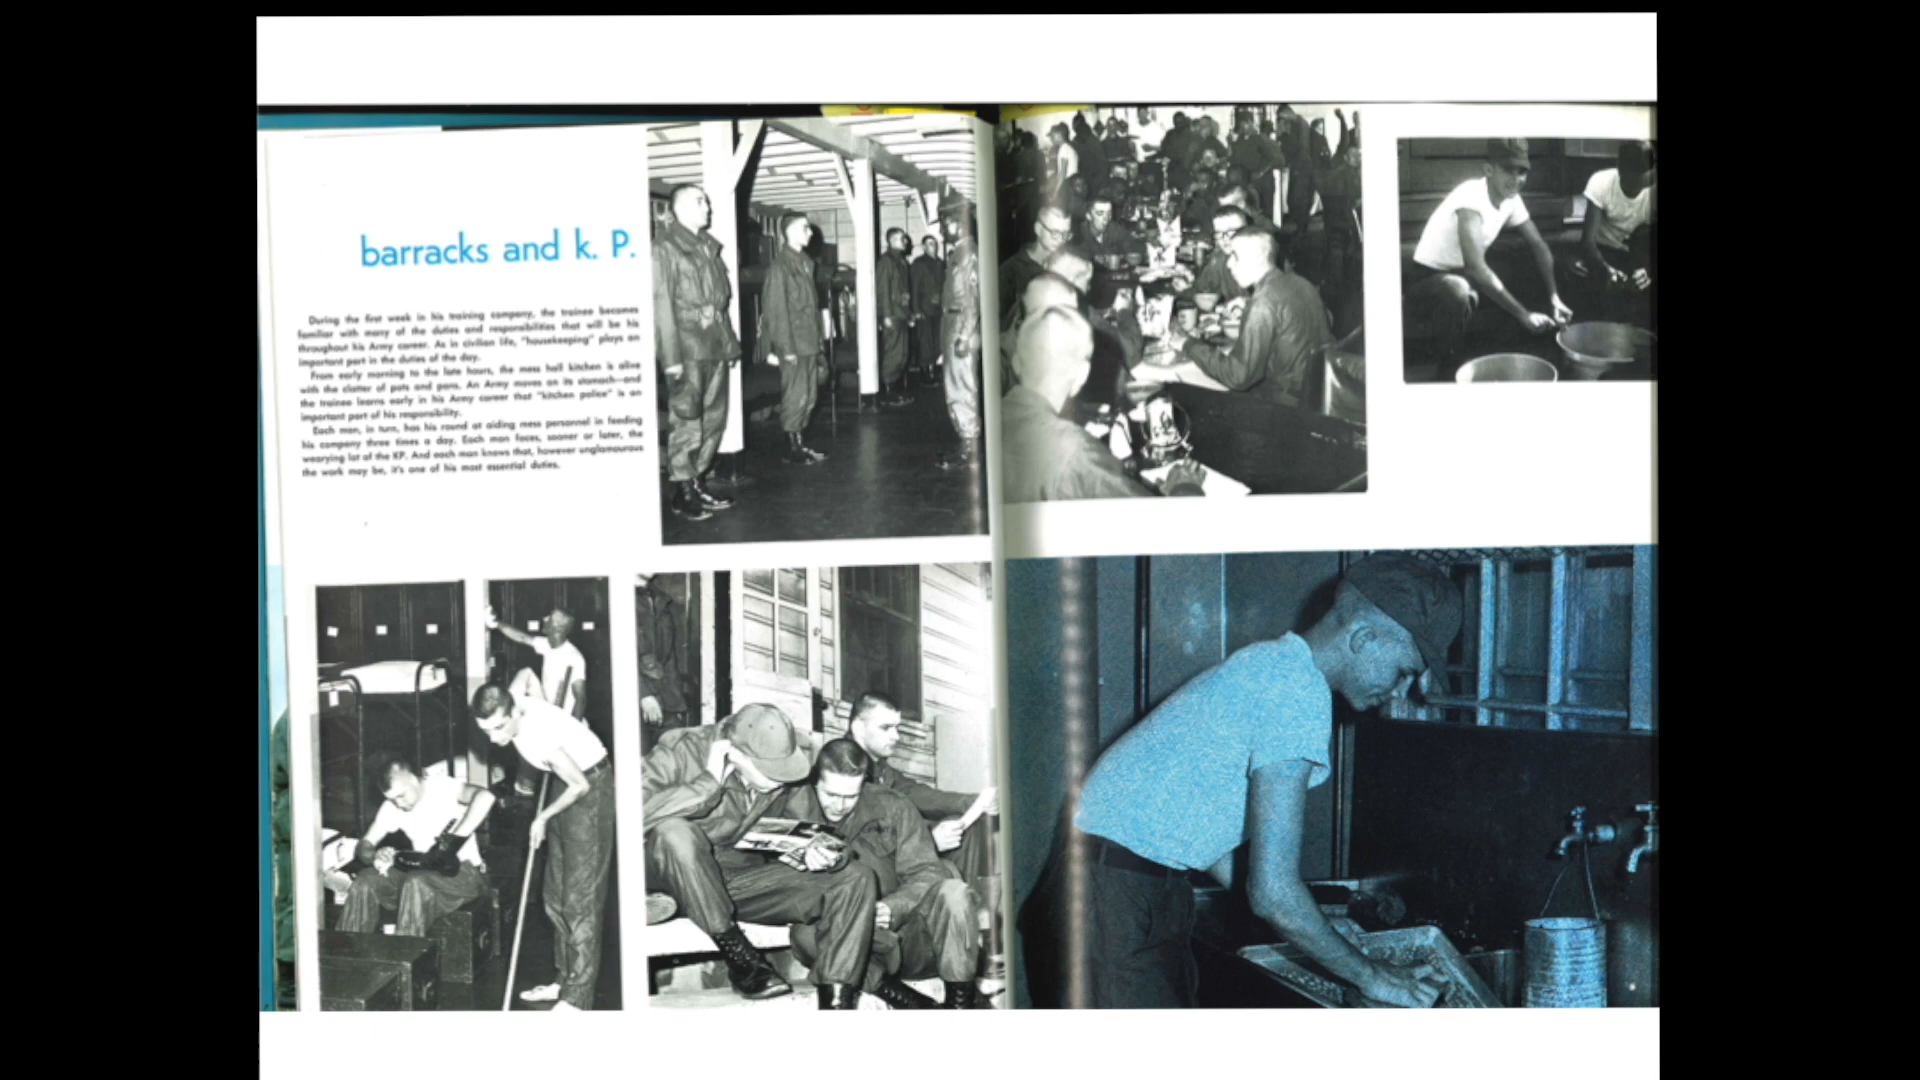 barracks and k. P.
During the first week in his training company, the trainee becomes
familiar with many of the duties and responsibilities that will be his
throughout his Army career. As in civilian life, "housekeeping" plays an
important part in the duties of the day.
From early morning to the late hours, the mess hall kitchen is alive
with the clatter of pots and pans. An Army moves on its stomach—and
the trainee learns early in his Army career that "kitchen police" is an
important part of his responsibility.
Each man, in turn, has his round at aiding mess personnel in feeding
his company three times a day. Each man faces, sooner or later, the
wearying lot of the KP. And each man knows that, however unglamourous
the work may be, it's one of his most essential duties.